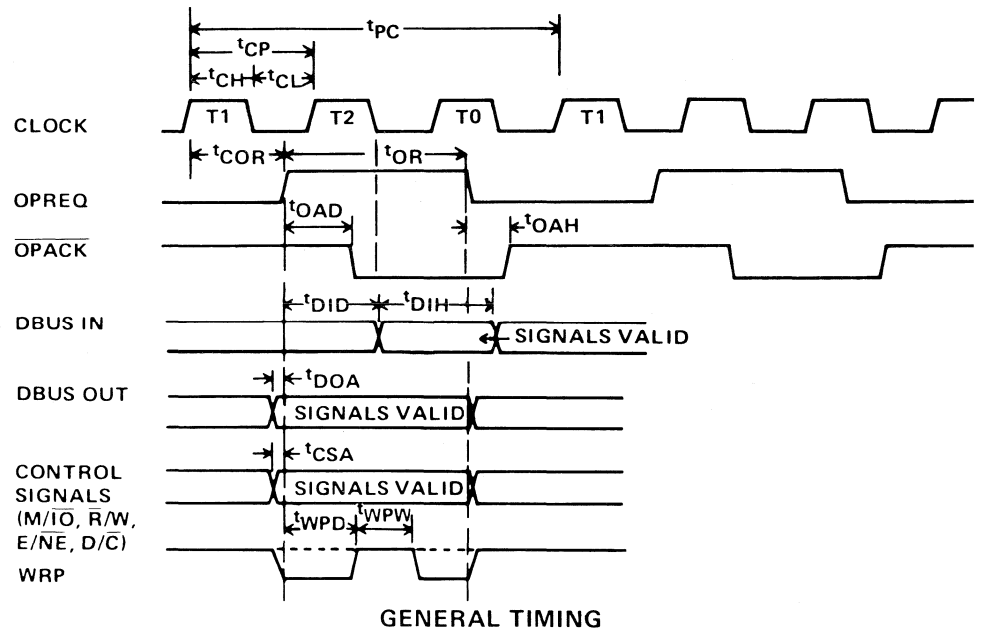 tPC
tCP
tCH tCL
CLOCK T1 T2 T0 T1
tCOR tOR
OPREQ
tOAD tOAH
OPACK
tDID tDIH
DBUS IN SIGNALS VALID
tDOA
DBUS OUT SIGNALS VALID
tCSA
CONTROL SIGNALS VALID
SIGNALS
(M/IO, R/W, tWPD tWPW
E/NE, D/C)
WRP
GENERAL TIMING